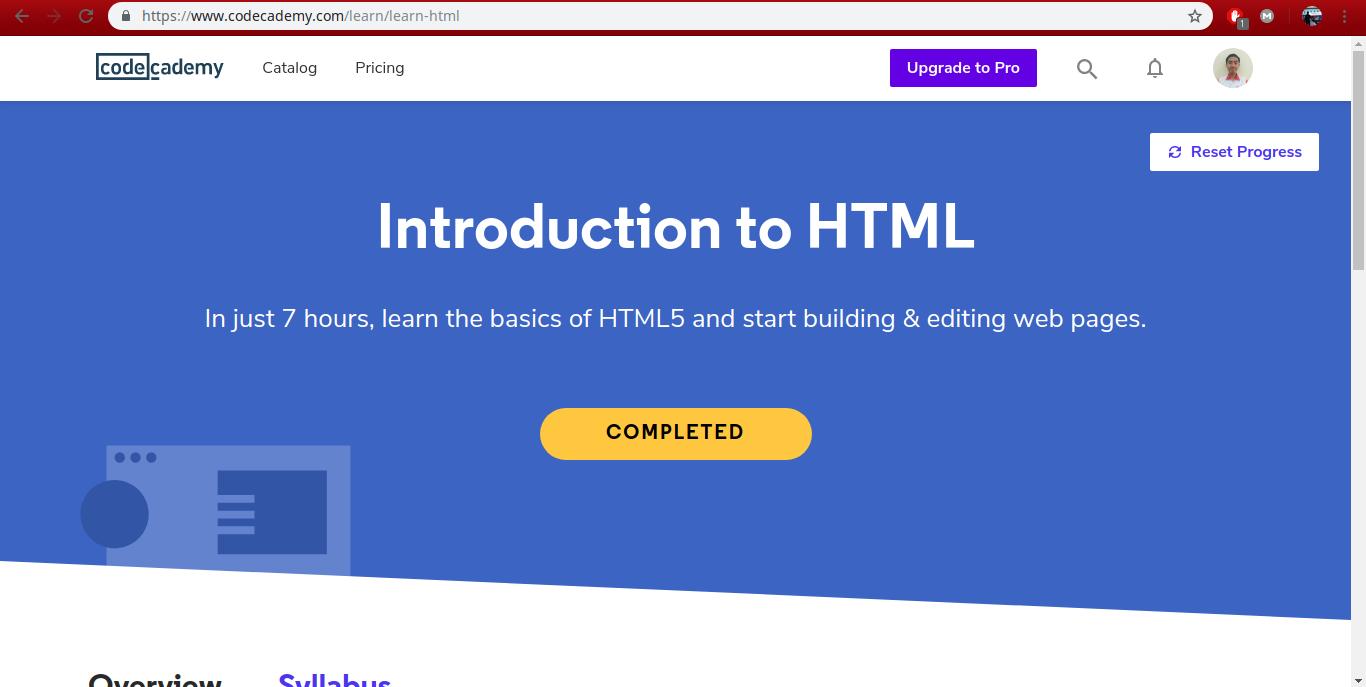 https://www.codecademy.com/learn/learn-html
1
codecademy Catalog Pricing Upgrade to Pro
Reset Progress
Introduction to HTML
In just 7 hours, learn the basics of HTML5 and start building & editing web pages.
COMPLETED
Overview Syllabus